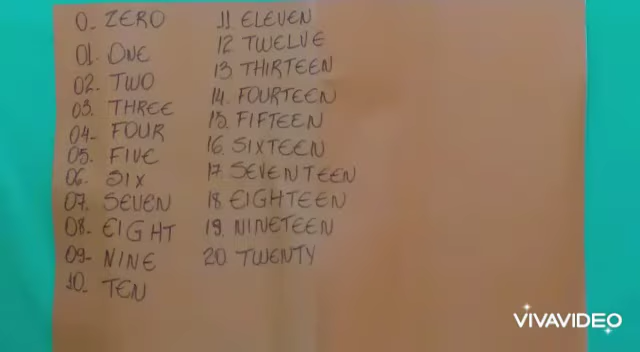 0. ZERO
01. ONE
02. TWO
03. THREE
04- FOUR
05. FIVE
06. SIX
07. SEVEN
08. EIGHT
09- NINE
10. TEN
11 ELEVEN
12 TWELVE
13 THIRTEEN
14. FOURTEEN
15. FIFTEEN
16. SIXTEEN
17. SEVENTEEN
18 EIGHTEEN
19. NINETEEN
20 TWENTY
VIVAVIDEO